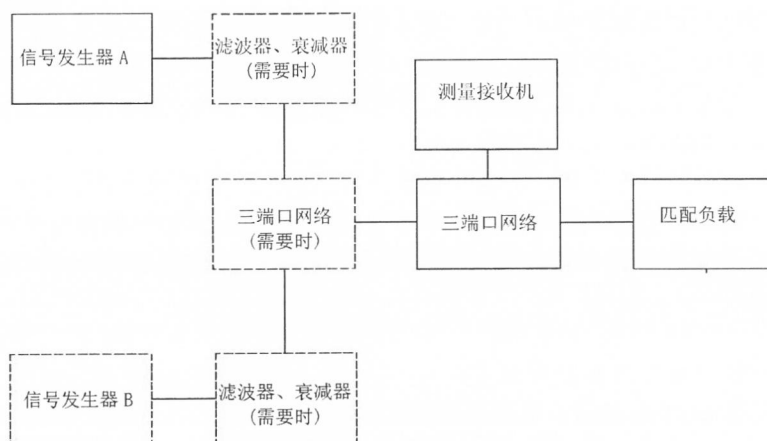 信号发生器 A
滤波器、衰减器
(需要时)
测量接收机
三端口网络
(需要时)
三端口网络
匹配负载
信号发生器 B
滤波器、衰减器
(需要时)